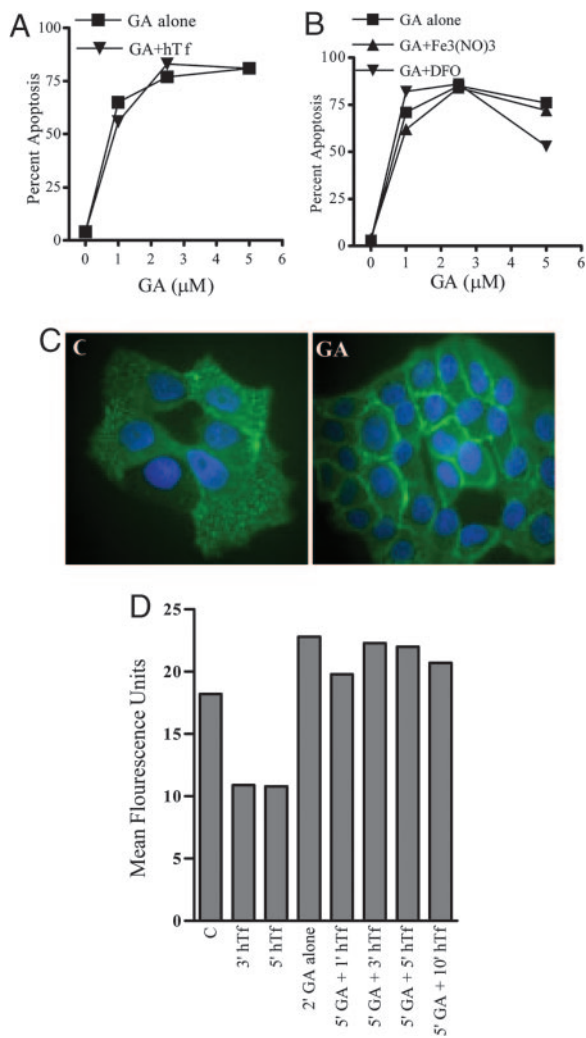 A
GA alone
GA+hTf
Percent Apoptosis
100
75
50
25
0
0 1 2 3 4 5 6
GA (μM)
B
GA alone
GA+Fe3(NO)3
GA+DFO
Percent Apoptosis
100
75
50
25
0
0 1 2 3 4 5 6
GA (μM)
C
C
GA
D
Mean Flourescence Units
25
20
15
10
5
0
C
3' hTf
5' hTf
2' GA alone
5' GA + 1' hTf
5' GA + 3' hTf
5' GA + 5' hTf
5' GA + 10' hTf